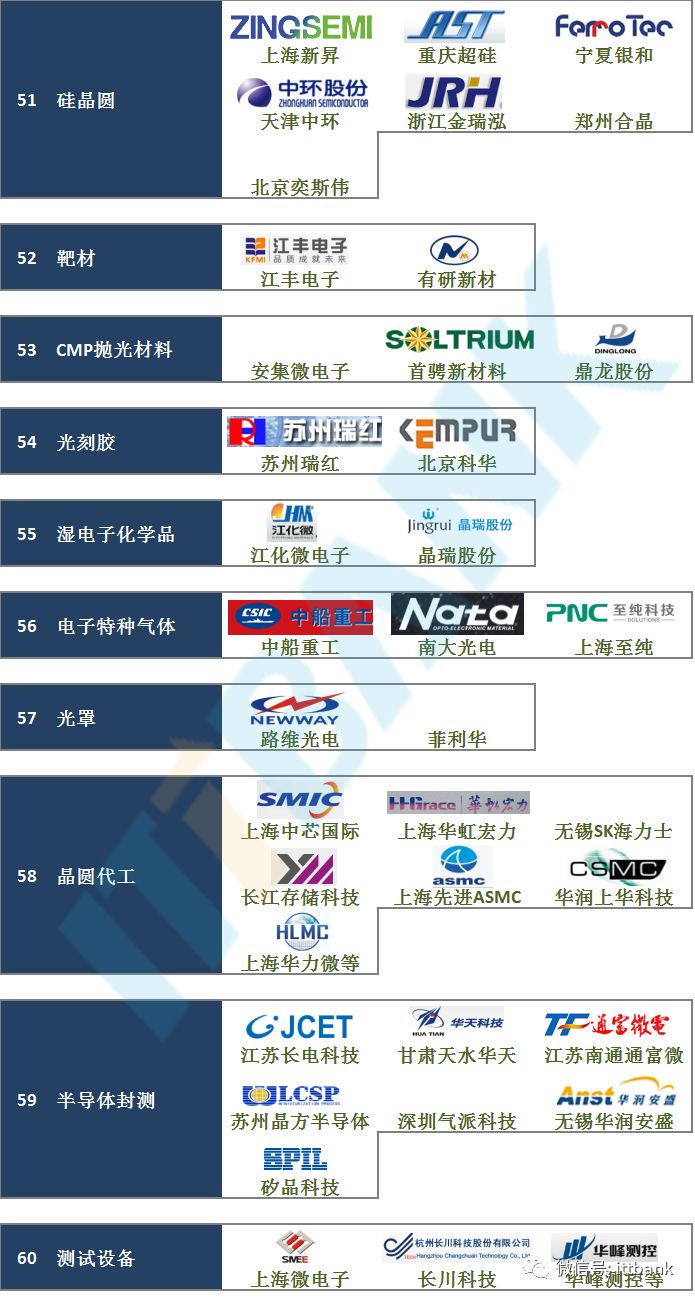 51 硅晶圆
ZINGSEMI AST FerroTec
上海新昇 重庆超硅 宁夏银和
中环股份 ZHONGHUAN SEMICONDUCTOR JRH
天津中环 浙江金瑞泓 郑州合晶
北京奕斯伟
52 靶材
KFMI 江丰电子 品质成就未来
江丰电子 有研新材
53 CMP抛光材料
SOLTRIUM DINGLONG
安集微电子 首骋新材料 鼎龙股份
54 光刻胶
苏州瑞红 KEMPUR
苏州瑞红 北京科华
55 湿电子化学品
JHM 江化微 Jingrui 晶瑞股份
江化微电子 晶瑞股份
56 电子特种气体
CSIC 中船重工 Nata OPTO-ELECTRONIC MATERIAL PNC 至纯科技 SOLUTIONS
中船重工 南大光电 上海至纯
57 光罩
NEWWAY
路维光电 菲利华
58 晶圆代工
SMIC HHGrace 華虹宏力
上海中芯国际 上海华虹宏力 无锡SK海力士
asmc CSMC
长江存储科技 上海先进ASMC 华润上华科技
HLMC
上海华力微等
59 半导体封测
JCET HUA TIAN 华天科技 TF 通富微電
江苏长电科技 甘肃天水华天 江苏南通通富微
WLCSP Anst 华润安盛
苏州晶方半导体 深圳气派科技 无锡华润安盛
SPIL
矽品科技
60 测试设备
SMEE 杭州长川科技股份有限公司 Hangzhou Changchuan Technology Co., Ltd 华峰测控
上海微电子 长川科技 华峰测控等
微信号: ittbank
ITTBANK